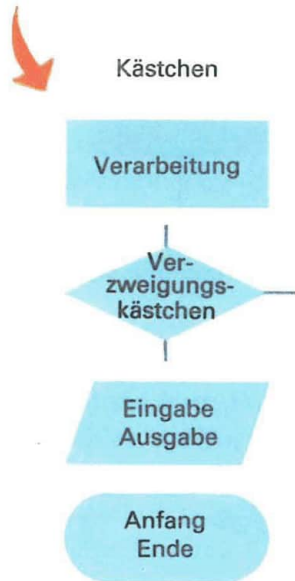 Kästchen
Verarbeitung
Ver-
zweigungs-
kästchen
Eingabe
Ausgabe
Anfang
Ende